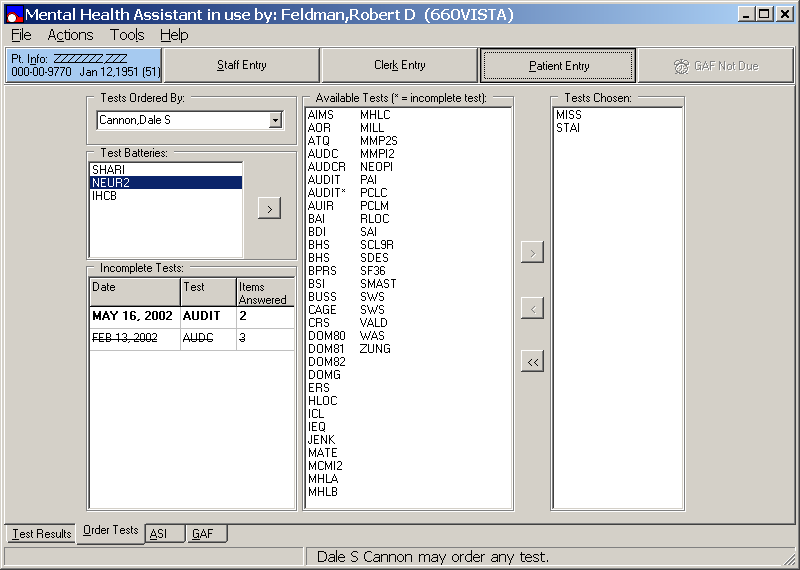 Mental Health Assistant in use by: Feldman,Robert D (660VISTA)
File Actions Tools Help
Pt. Info: ZZZZZZZZ,ZZZ
000-00-9770 Jan 12,1951 (51)
Staff Entry
Clerk Entry
Patient Entry
GAF Not Due
Tests Ordered By:
Cannon,Dale S
Test Batteries:
SHARI
NEUR2
IHCB
>
Incomplete Tests:
Date Test Items Answered
MAY 16, 2002 AUDIT 2
FEB 13, 2002 AUDC 3
Available Tests (* = incomplete test):
AIMS MHLC
AOR MILL
ATQ MMP2S
AUDC MMPI2
AUDCR NEOPI
AUDIT PAI
AUDIT* PCLC
AUIR PCLM
BAI RLOC
BDI SAI
BHS SCL9R
BHS SDES
BPRS SF36
BSI SMAST
BUSS SWS
CAGE SWS
CRS VALD
DOM80 WAS
DOM81 ZUNG
DOM82
DOMG
ERS
HLOC
ICL
IEQ
JENK
MATE
MCMI2
MHLA
MHLB
>
<
<<
Tests Chosen:
MISS
STAI
Test Results Order Tests ASI GAF
Dale S Cannon may order any test.